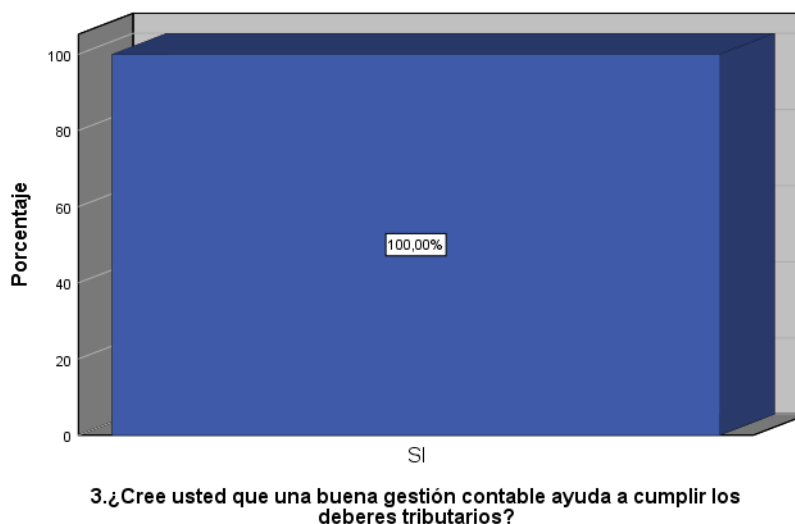 100
80
60
40
20
0
Porcentaje
100,00%
SI
3.¿Cree usted que una buena gestión contable ayuda a cumplir los
deberes tributarios?